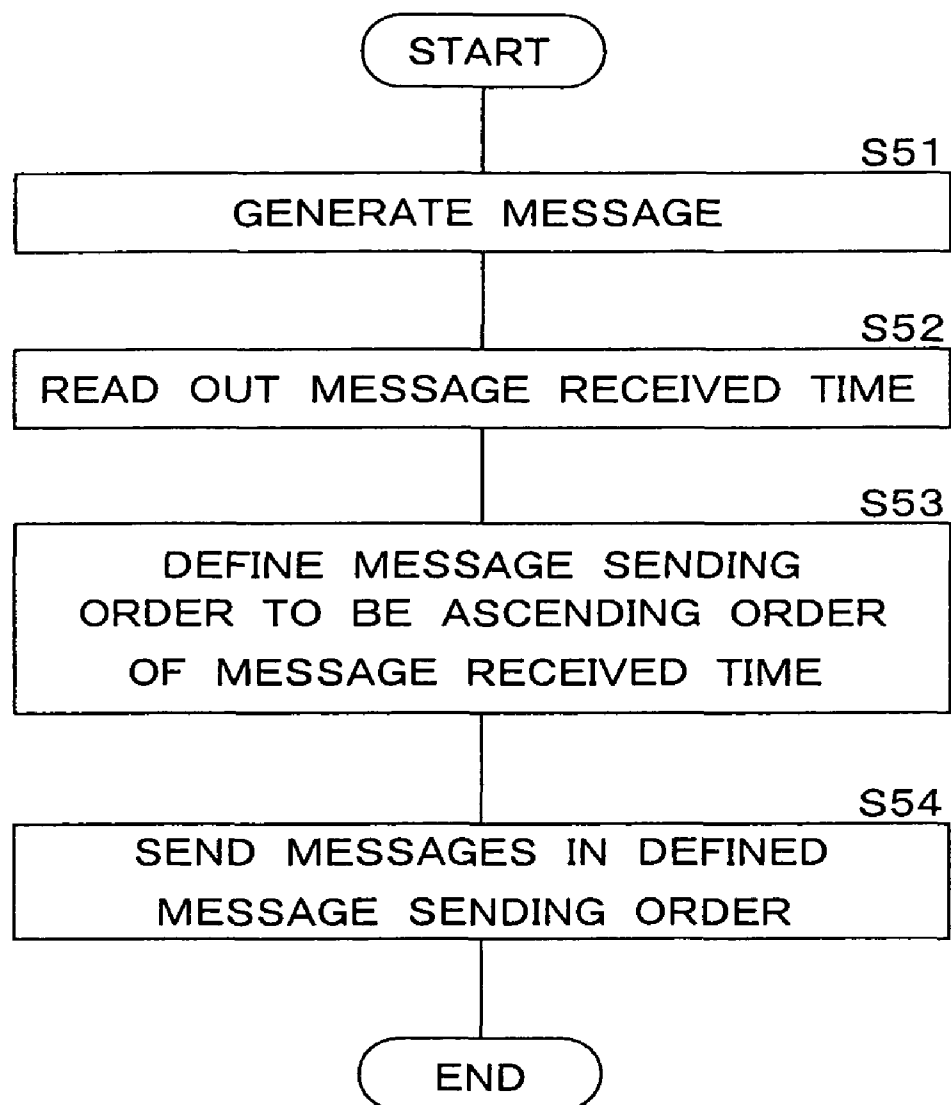 START
S51
GENERATE MESSAGE
S52
READ OUT MESSAGE RECEIVED TIME
S53
DEFINE MESSAGE SENDING
ORDER TO BE ASCENDING ORDER
OF MESSAGE RECEIVED TIME
S54
SEND MESSAGES IN DEFINED
MESSAGE SENDING ORDER
END